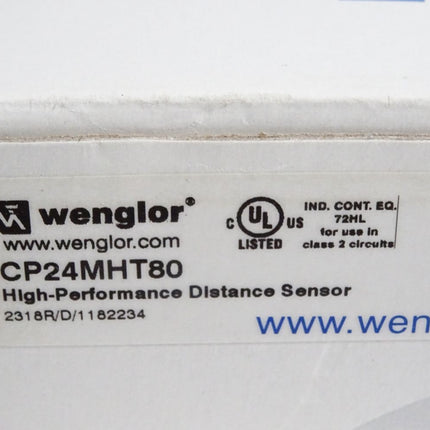 wenglor®
www.wenglor.com
C UL US
LISTED
IND. CONT. EQ.
72HL
for use in
class 2 circuits
CP24MHT80
High-Performance Distance Sensor
2318R/D/1182234
www.wen